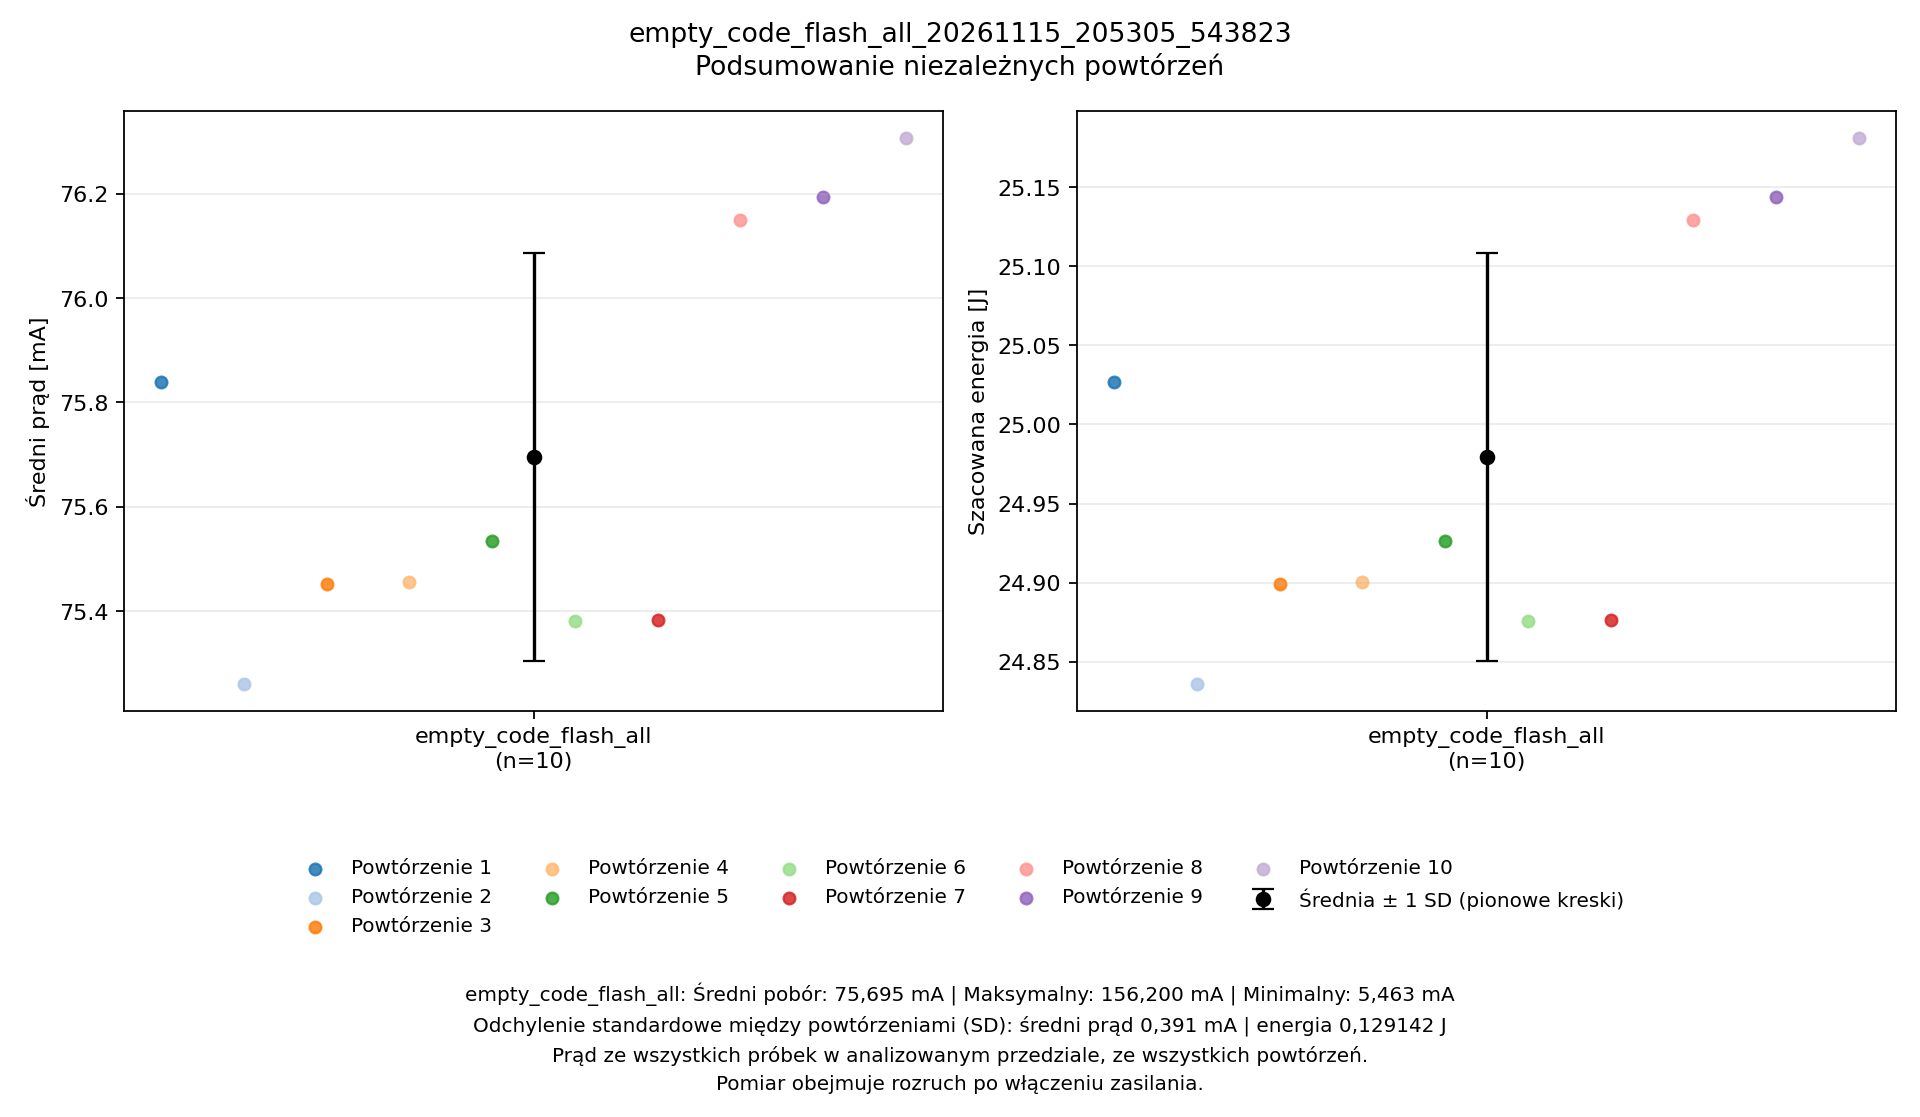 empty_code_flash_all_20261115_205305_543823
Podsumowanie niezależnych powtórzeń
Średni prąd [mA]
76.2
76.0
75.8
75.6
75.4
empty_code_flash_all
(n=10)
Szacowana energia [J]
25.15
25.10
25.05
25.00
24.95
24.90
24.85
empty_code_flash_all
(n=10)
Powtórzenie 1
Powtórzenie 2
Powtórzenie 3
Powtórzenie 4
Powtórzenie 5
Powtórzenie 6
Powtórzenie 7
Powtórzenie 8
Powtórzenie 9
Powtórzenie 10
Średnia ± 1 SD (pionowe kreski)
empty_code_flash_all: Średni pobór: 75,695 mA | Maksymalny: 156,200 mA | Minimalny: 5,463 mA
Odchylenie standardowe między powtórzeniami (SD): średni prąd 0,391 mA | energia 0,129142 J
Prąd ze wszystkich próbek w analizowanym przedziale, ze wszystkich powtórzeń.
Pomiar obejmuje rozruch po włączeniu zasilania.